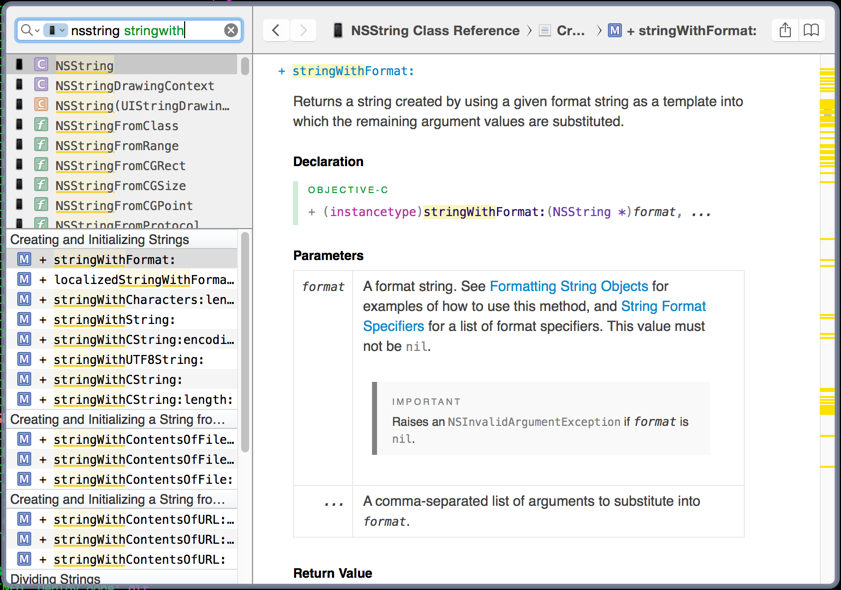 nsstring stringwith
NSString Class Reference
Cr...
M + stringWithFormat:
C NSString
C NSStringDrawingContext
C NSString(UIStringDrawin…
f NSStringFromClass
f NSStringFromRange
f NSStringFromCGRect
f NSStringFromCGSize
f NSStringFromCGPoint
f NSStringFromProtocol
Creating and Initializing Strings
M + stringWithFormat:
M + localizedStringWithForma…
M + stringWithCharacters:len…
M + stringWithString:
M + stringWithCString:encodi…
M + stringWithUTF8String:
M + stringWithCString:
M + stringWithCString:length:
Creating and Initializing a String fro…
M + stringWithContentsOfFile…
M + stringWithContentsOfFile…
M + stringWithContentsOfFile:
Creating and Initializing a String fro…
M + stringWithContentsOfURL:…
M + stringWithContentsOfURL:…
M + stringWithContentsOfURL:
Dividing Strings
+ stringWithFormat:
Returns a string created by using a given format string as a template into
which the remaining argument values are substituted.
Declaration
OBJECTIVE-C
+ (instancetype)stringWithFormat:(NSString *)format, ...
Parameters
format
A format string. See Formatting String Objects for
examples of how to use this method, and String Format
Specifiers for a list of format specifiers. This value must
not be nil.
IMPORTANT
Raises an NSInvalidArgumentException if format is
nil.
...
A comma-separated list of arguments to substitute into
format.
Return Value